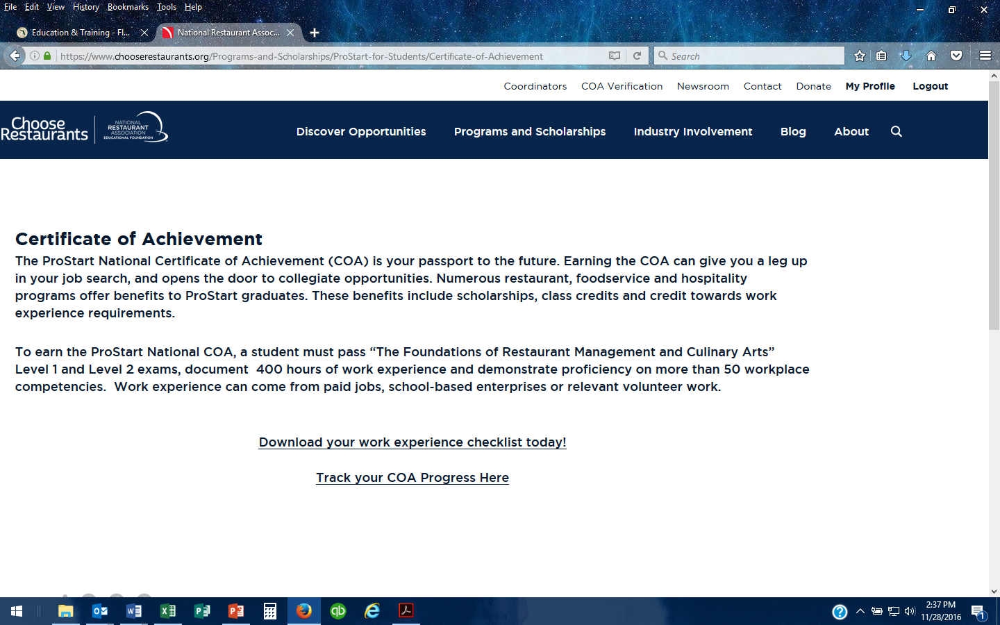 File Edit View History Bookmarks Tools Help
Education & Training - Fl...
National Restaurant Assoc...
https://www.chooserestaurants.org/Programs-and-Scholarships/ProStart-for-Students/Certificate-of-Achievement
Search
Coordinators COA Verification Newsroom Contact Donate My Profile Logout
Choose Restaurants
NATIONAL
RESTAURANT
ASSOCIATION
EDUCATIONAL FOUNDATION
Discover Opportunities Programs and Scholarships Industry Involvement Blog About
Certificate of Achievement
The ProStart National Certificate of Achievement (COA) is your passport to the future. Earning the COA can give you a leg up
in your job search, and opens the door to collegiate opportunities. Numerous restaurant, foodservice and hospitality
programs offer benefits to ProStart graduates. These benefits include scholarships, class credits and credit towards work
experience requirements.
To earn the ProStart National COA, a student must pass “The Foundations of Restaurant Management and Culinary Arts”
Level 1 and Level 2 exams, document  400 hours of work experience and demonstrate proficiency on more than 50 workplace
competencies.  Work experience can come from paid jobs, school-based enterprises or relevant volunteer work.
Download your work experience checklist today!
Track your COA Progress Here
2:37 PM
11/28/2016
1